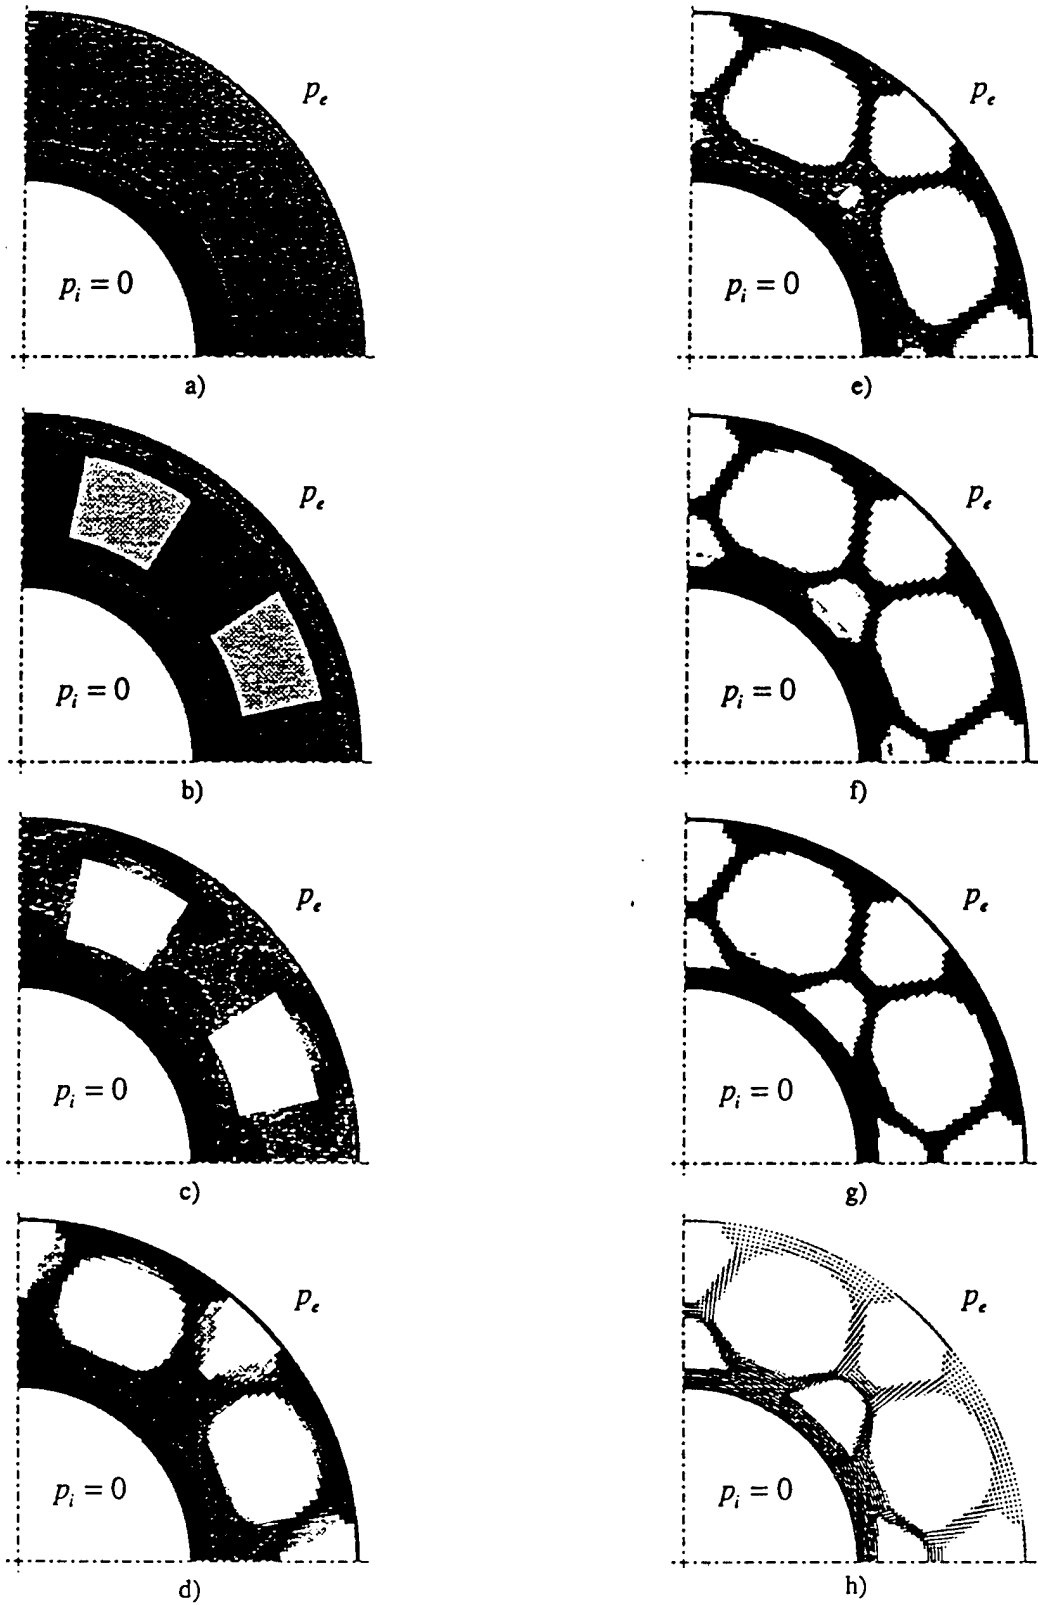 p_e
p_i = 0
a)
p_e
p_i = 0
b)
p_e
p_i = 0
c)
p_e
p_i = 0
d)
p_e
p_i = 0
e)
p_e
p_i = 0
f)
p_e
p_i = 0
g)
p_e
p_i = 0
h)